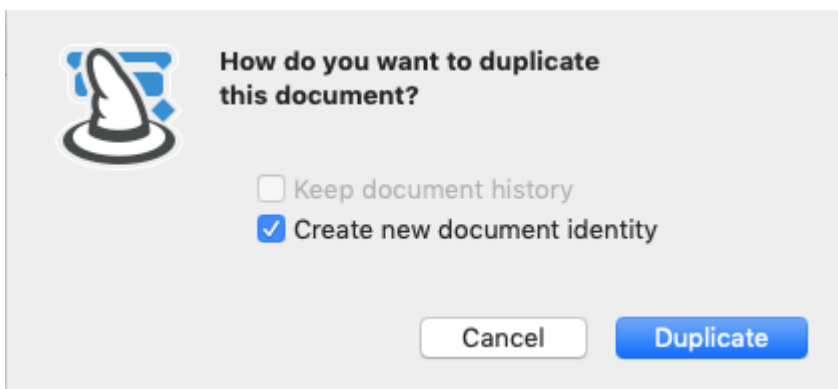 How do you want to duplicate
this document?
Keep document history
Create new document identity
Cancel
Duplicate